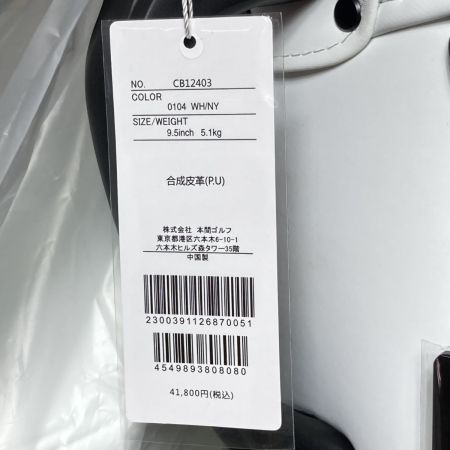 NO. CB12403
COLOR
0104 WH/NY
SIZE/WEIGHT
9.5inch 5.1kg
合成皮革(P.U)
株式会社 本間ゴルフ
東京都港区六本木6-10-1
六本木ヒルズ森タワー35階
中国製
2300391126870051
4549893808080
41,800円(税込)